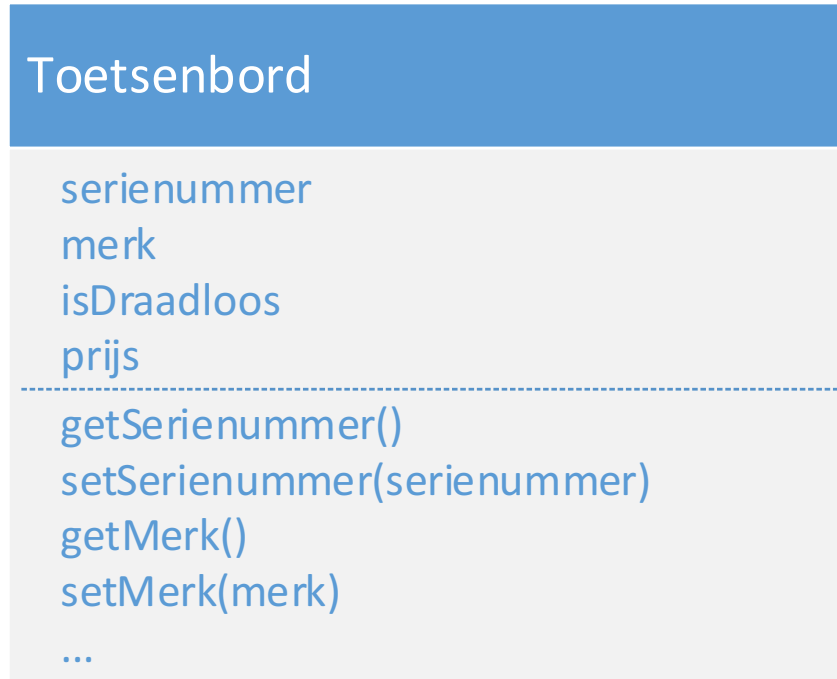 Toetsenbord
serienummer
merk
isDraadloos
prijs
getSerienummer()
setSerienummer(serienummer)
getMerk()
setMerk(merk)
...